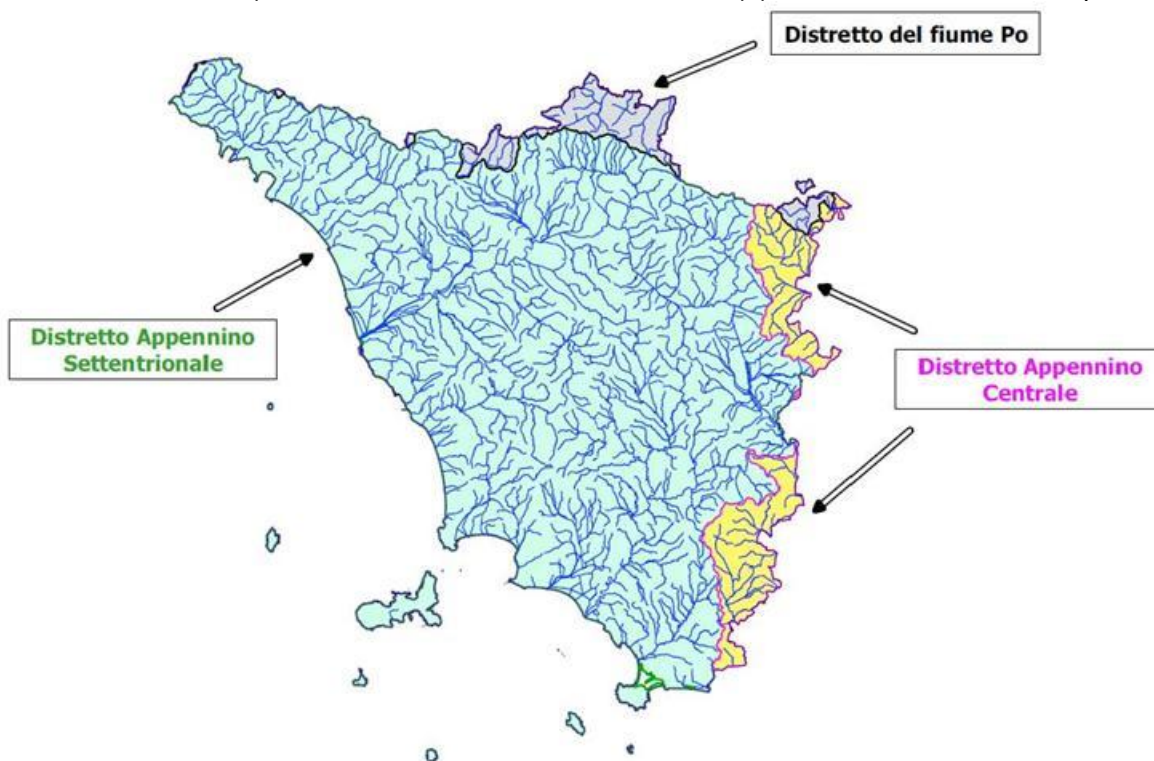 Distretto del fiume Po
Distretto Appennino
Settentrionale
Distretto Appennino
Centrale